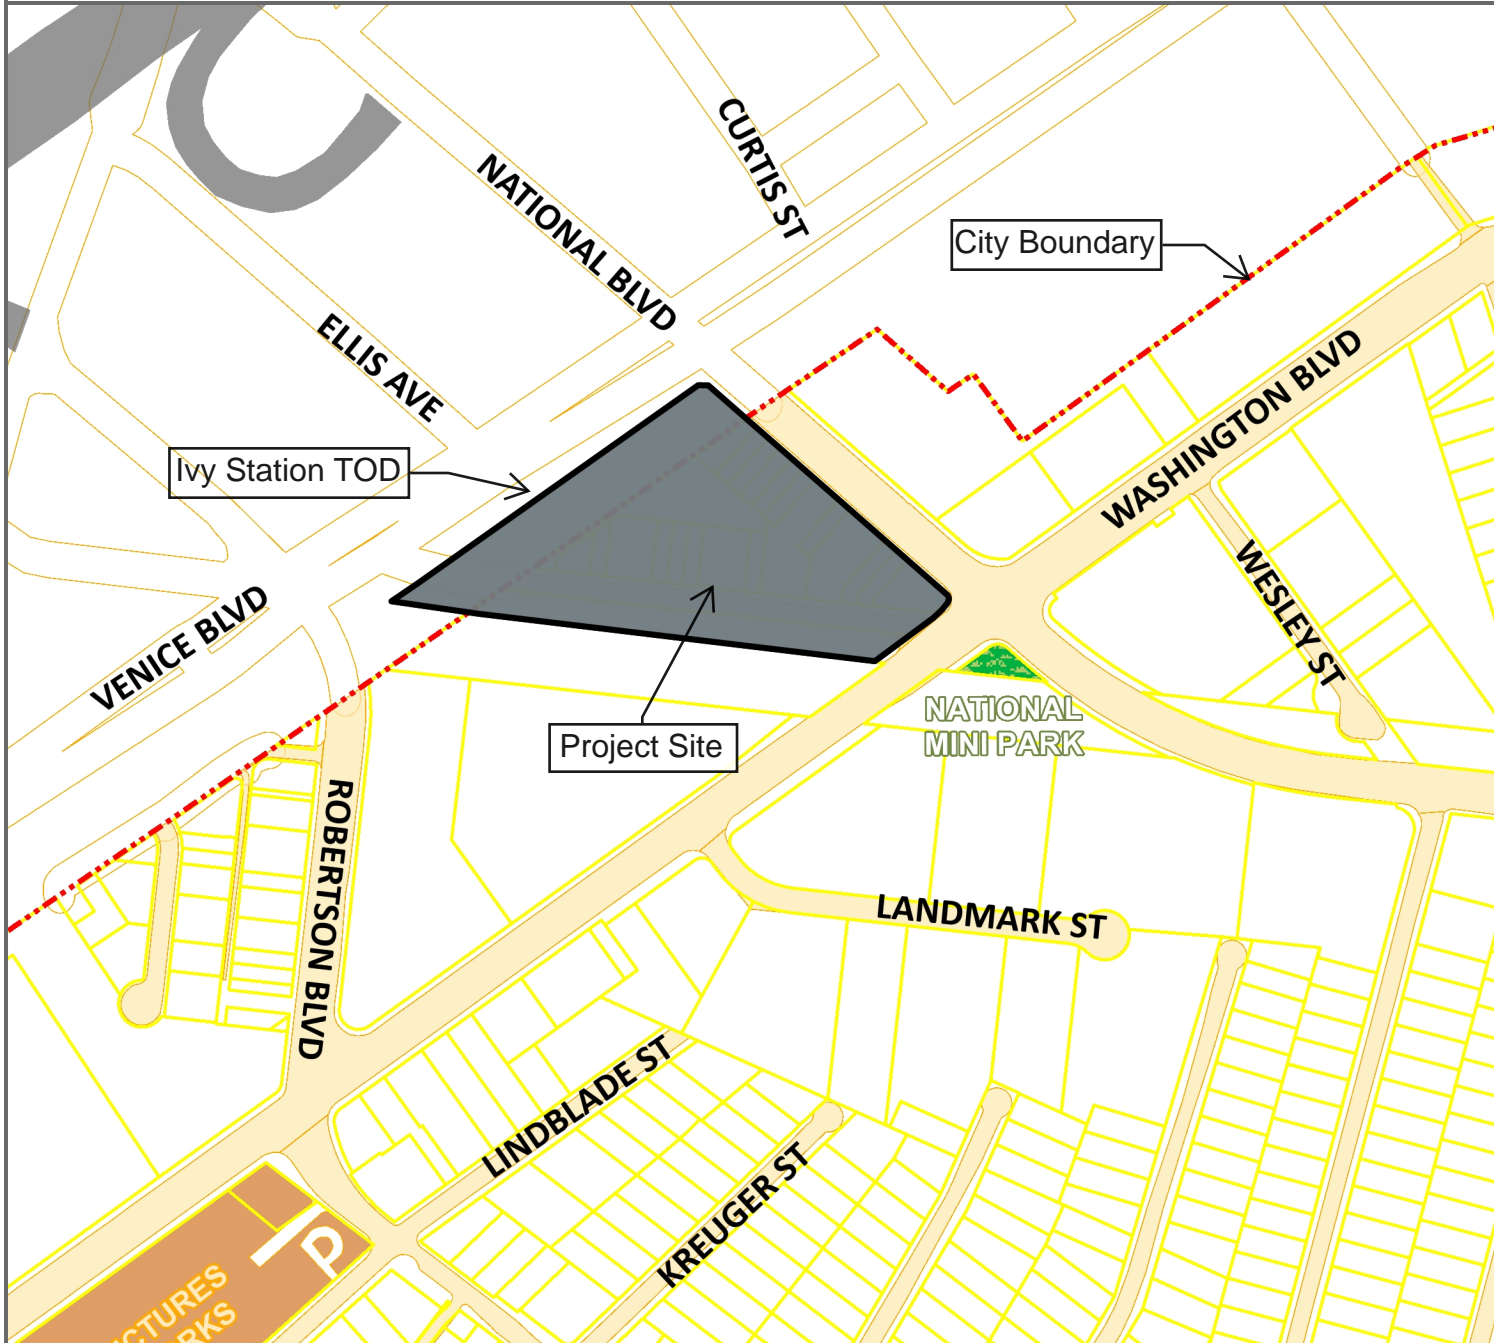 CURTIS ST
NATIONAL BLVD
City Boundary
ELLIS AVE
WASHINGTON BLVD
Ivy Station TOD
WESLEY ST
VENICE BLVD
NATIONAL
MINI PARK
Project Site
ROBERTSON BLVD
LANDMARK ST
LINDBLADE ST
KREUGER ST
P